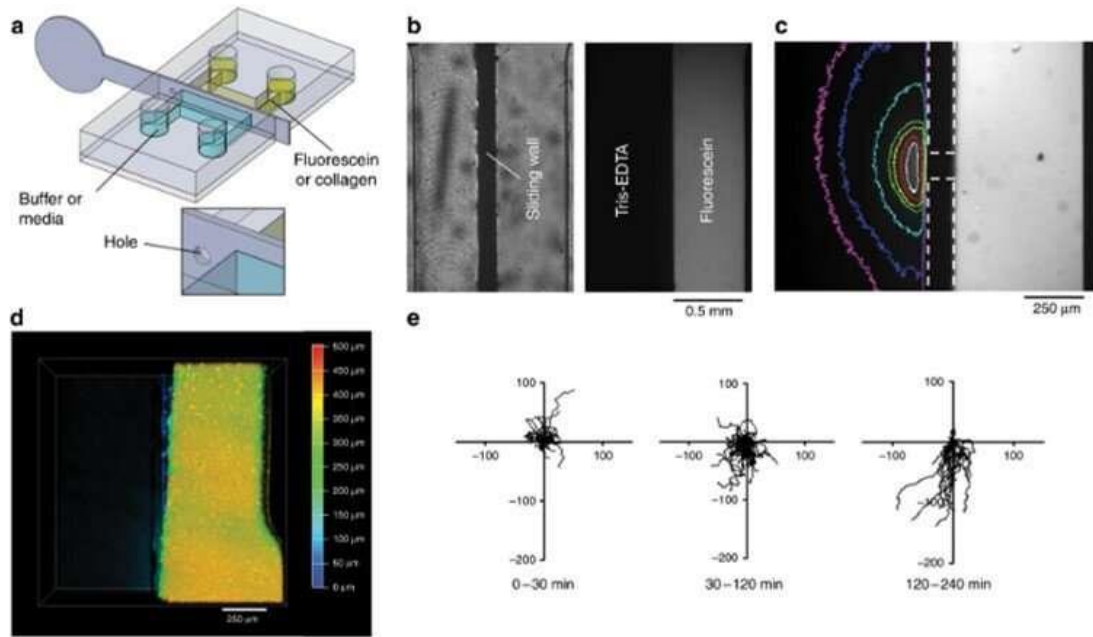 a
Fluorescein
or collagen
Buffer or
media
Hole
b
Sliding wall
Tris-EDTA
Fluorescein
0.5 mm
c
250 µm
d
500 µm
450 µm
400 µm
350 µm
300 µm
250 µm
200 µm
150 µm
100 µm
50 µm
0 µm
250 µm
e
100
-100
100
-100
-200
0–30 min
100
-100
100
-100
-200
30–120 min
100
-100
100
-100
-200
120–240 min